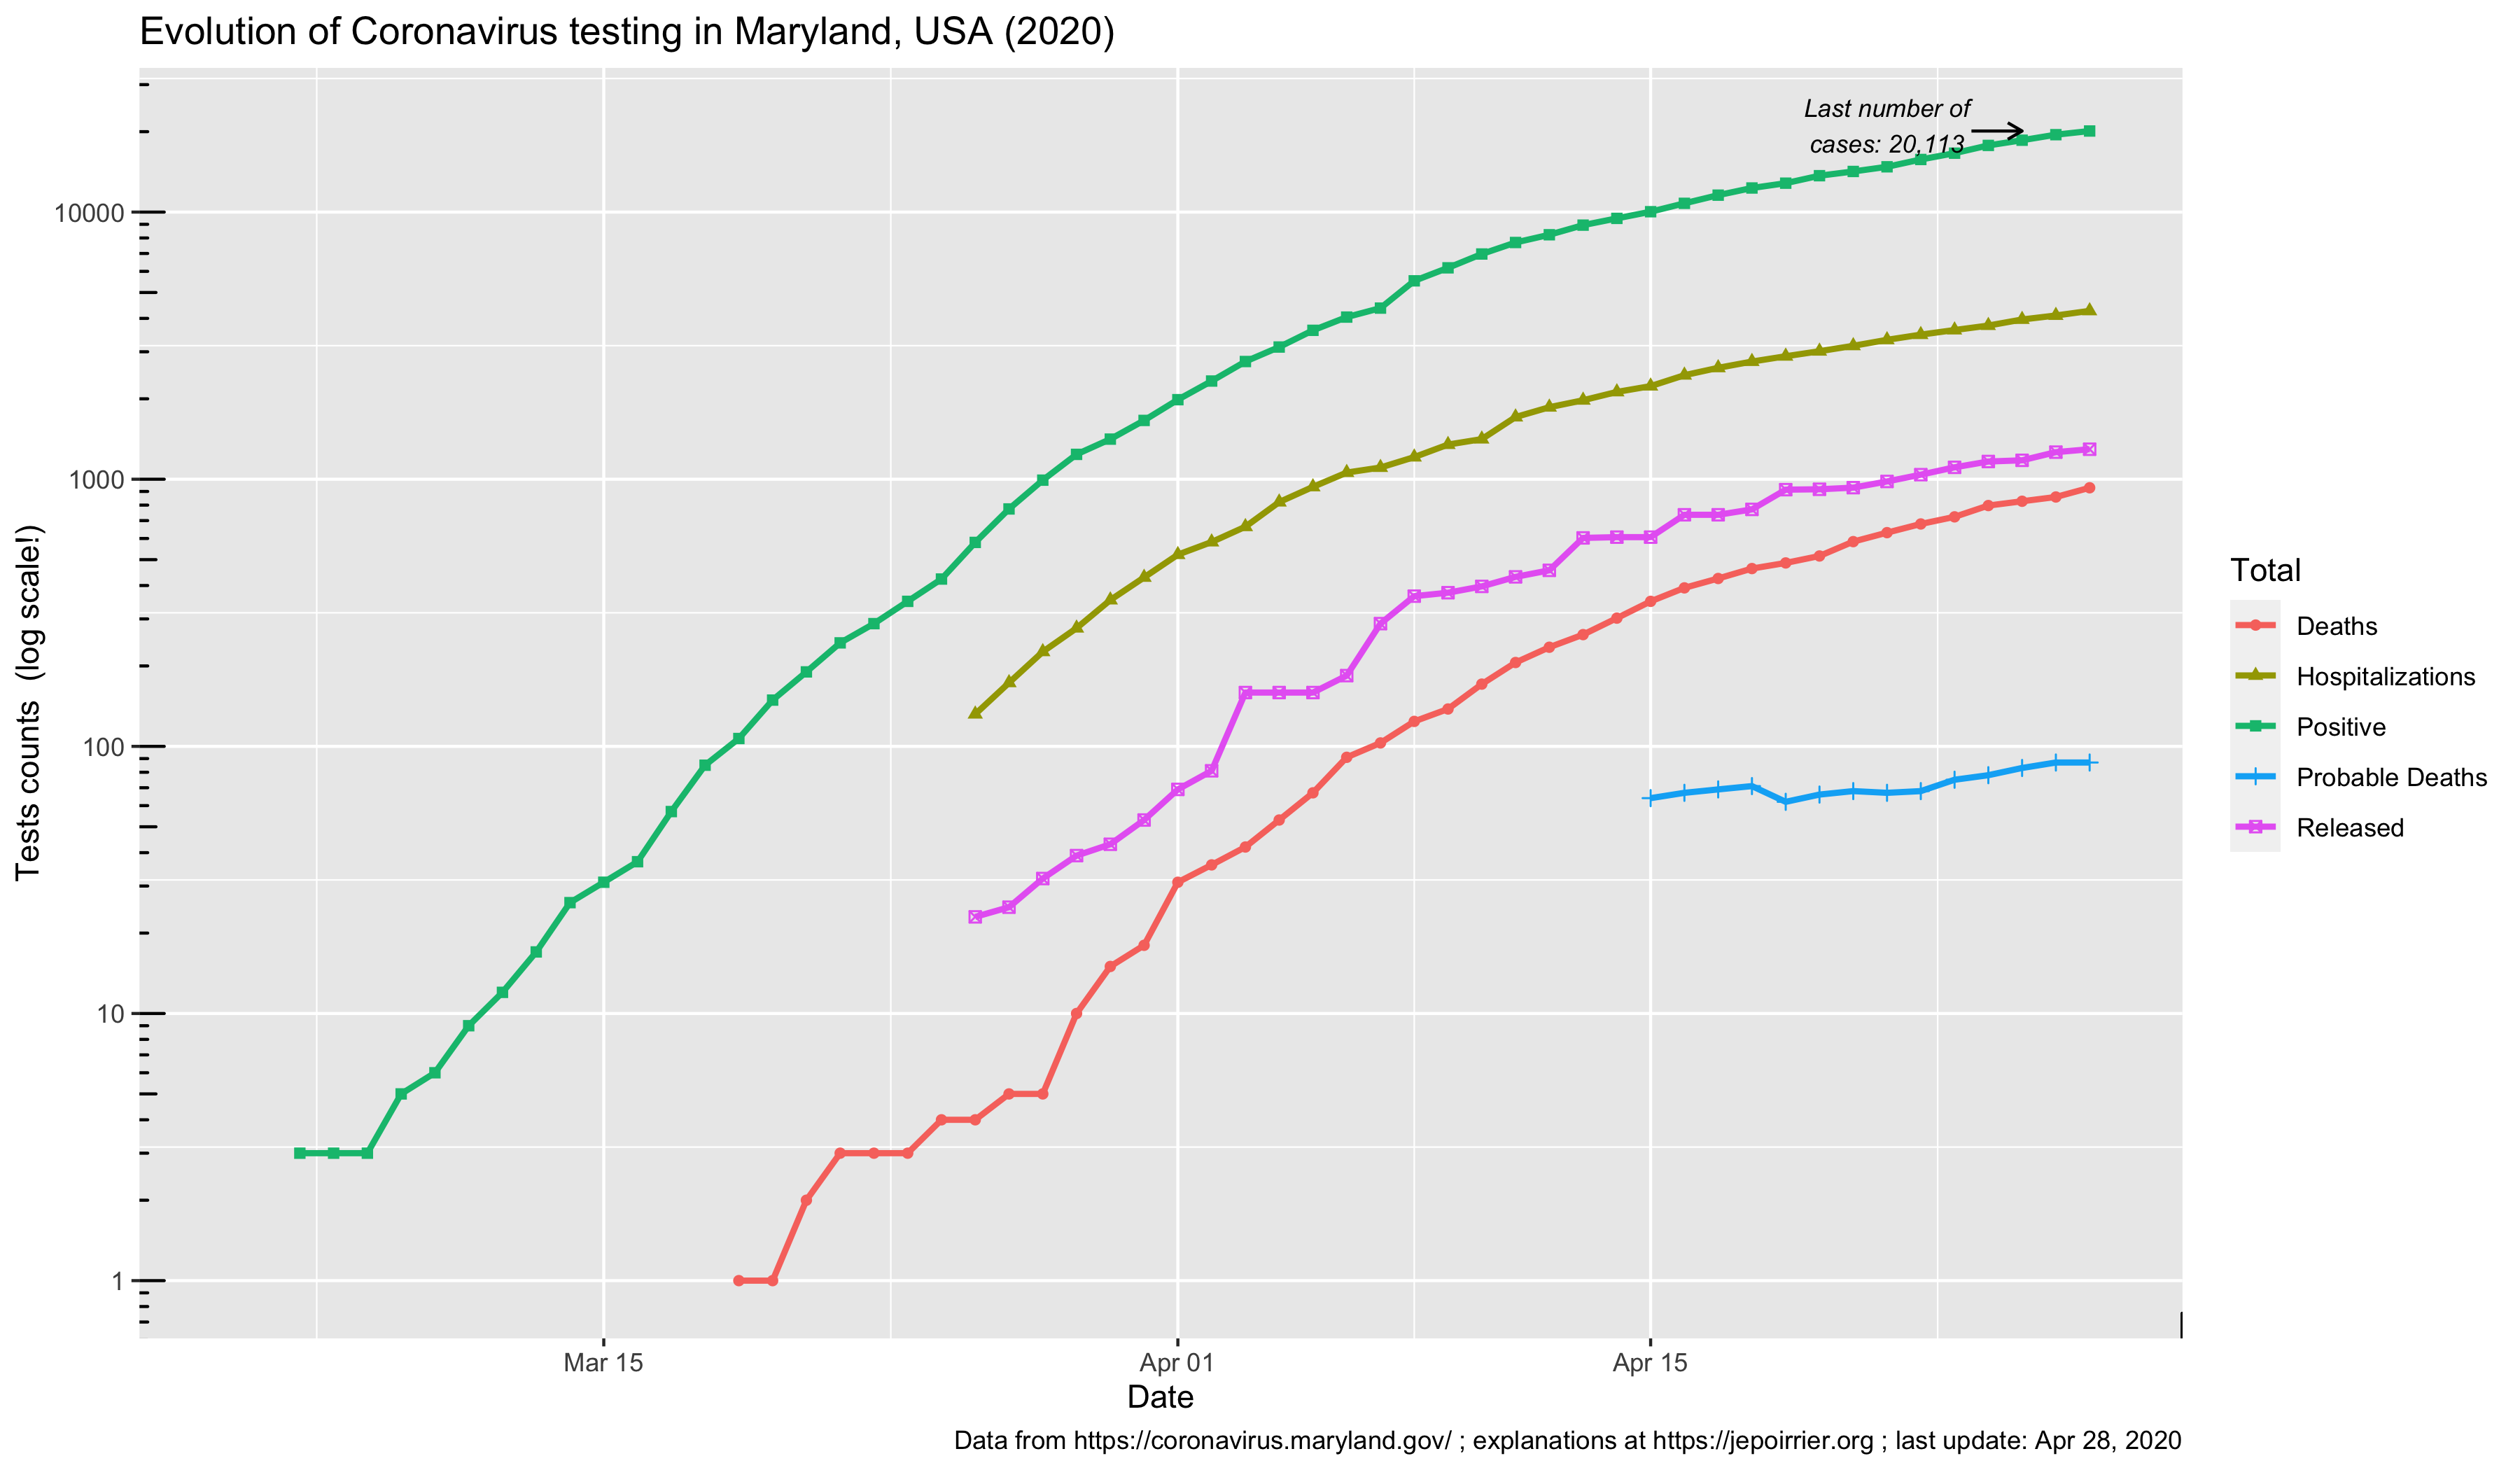 Evolution of Coronavirus testing in Maryland, USA (2020)
Last number of
cases: 20,113
10000
1000
100
10
1
Tests counts (log scale!)
Mar 15
Apr 01
Apr 15
Date
Total
Deaths
Hospitalizations
Positive
Probable Deaths
Released
Data from https://coronavirus.maryland.gov/ ; explanations at https://jepoirrier.org ; last update: Apr 28, 2020